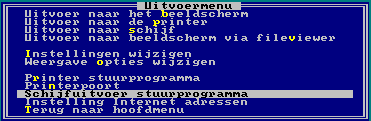 Uitvoermenu
Uitvoer naar het beeldscherm
Uitvoer naar de printer
Uitvoer naar schijf
Uitvoer naar beeldscherm via fileviewer
Instellingen wijzigen
Weergave opties wijzigen
Printer stuurprogramma
Printerpoort
Schijfuitvoer stuurprogramma
Instelling Internet adressen
Terug naar hoofdmenu